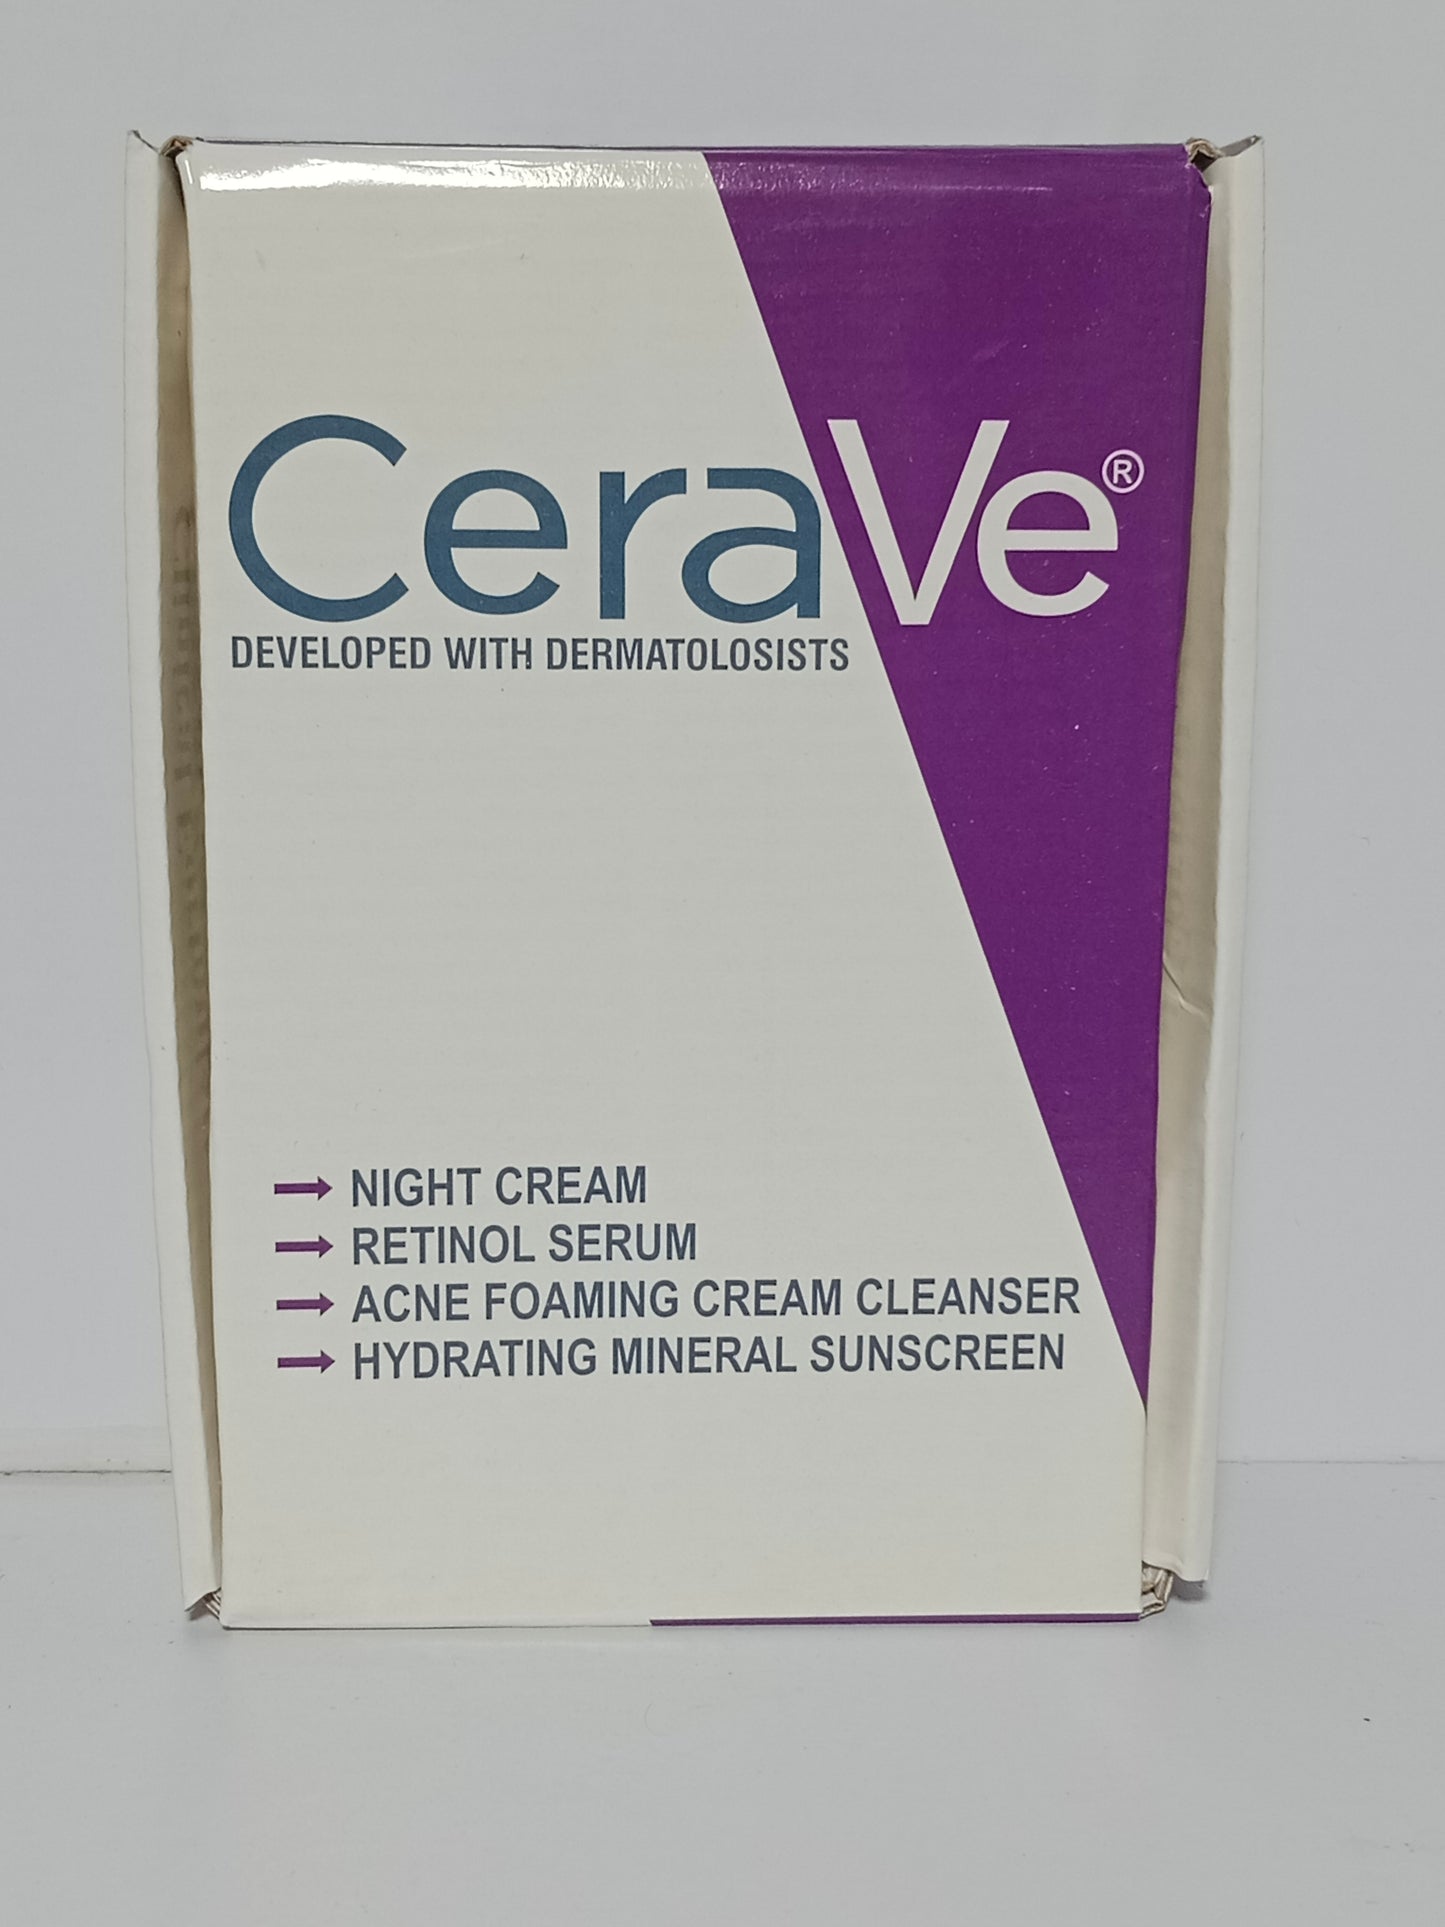 CeraVe®
DEVELOPED WITH DERMATOLOSISTS
→ NIGHT CREAM
→ RETINOL SERUM
→ ACNE FOAMING CREAM CLEANSER
→ HYDRATING MINERAL SUNSCREEN